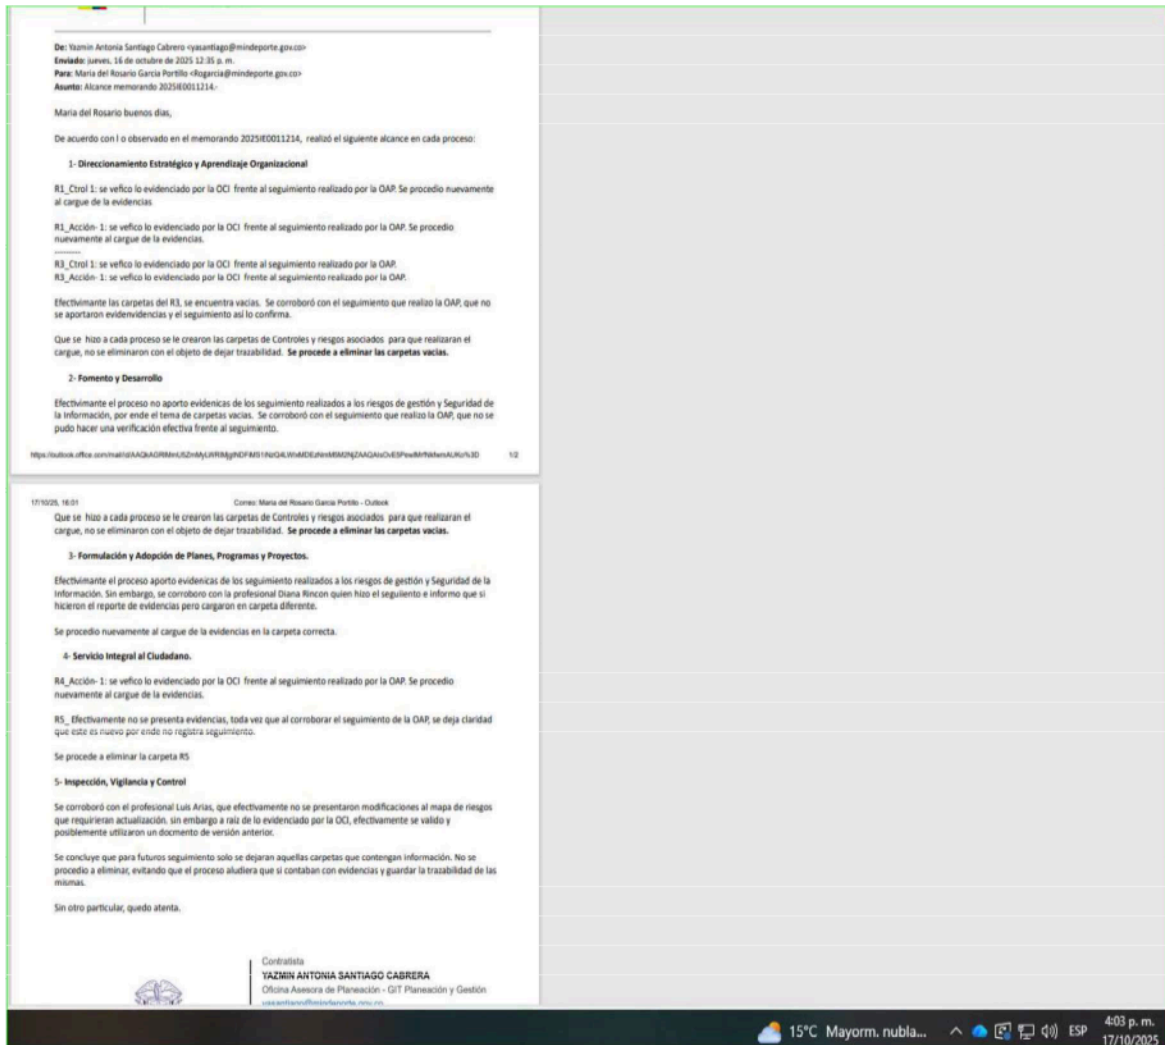 De: Yazmin Antonia Santiago Cabrero <yasantiago@mindeporte.gov.co>
Enviado: jueves, 16 de octubre de 2025 12:35 p. m.
Para: Maria del Rosario Garcia Portillo <Rogarcia@mindeporte.gov.co>
Asunto: Alcance memorando 2025IE0011214.-
Maria del Rosario buenos días,
De acuerdo con l o observado en el memorando 2025IE0011214, realizó el siguiente alcance en cada proceso:
1- Direccionamiento Estratégico y Aprendizaje Organizacional
R1_Ctrol 1: se vefico lo evidenciado por la OCI frente al seguimiento realizado por la OAP. Se procedio nuevamente
al cargue de la evidencias
R1_Acción- 1: se vefico lo evidenciado por la OCI frente al seguimiento realizado por la OAP. Se procedio
nuevamente al cargue de la evidencias.
----------
R3_Ctrol 1: se vefico lo evidenciado por la OCI frente al seguimiento realizado por la OAP.
R3_Acción- 1: se vefico lo evidenciado por la OCI frente al seguimiento realizado por la OAP.
Efectivimante las carpetas del R3, se encuentra vacias. Se corroboró con el seguimiento que realizo la OAP, que no
se aportaron evidenvidencias y el seguimiento así lo confirma.
Que se hizo a cada proceso se le crearon las carpetas de Controles y riesgos asociados para que realizaran el
cargue, no se eliminaron con el objeto de dejar trazabilidad. Se procede a eliminar las carpetas vacias.
2- Fomento y Desarrollo
Efectivimante el proceso no aporto evidenicas de los seguimiento realizados a los riesgos de gestión y Seguridad de
la Información, por ende el tema de carpetas vacias. Se corroboró con el seguimiento que realizo la OAP, que no se
pudo hacer una verificación efectiva frente al seguimiento.
1/2
17/10/25, 16:01 Correo: Maria del Rosario Garcia Portillo - Outlook
Que se hizo a cada proceso se le crearon las carpetas de Controles y riesgos asociados para que realizaran el
cargue, no se eliminaron con el objeto de dejar trazabilidad. Se procede a eliminar las carpetas vacias.
3- Formulación y Adopción de Planes, Programas y Proyectos.
Efectivimante el proceso aporto evidenicas de los seguimiento realizados a los riesgos de gestión y Seguridad de la
Información. Sin embargo, se corroboro con la profesional Diana Rincon quien hizo el seguiiento e informo que si
hicieron el reporte de evidencias pero cargaron en carpeta diferente.
Se procedio nuevamente al cargue de la evidencias en la carpeta correcta.
4- Servicio Integral al Ciudadano.
R4_Acción- 1: se vefico lo evidenciado por la OCI frente al seguimiento realizado por la OAP. Se procedio
nuevamente al cargue de la evidencias.
R5_ Efectivamente no se presenta evidencias, toda vez que al corroborar el seguimiento de la OAP, se deja claridad
que este es nuevo por ende no registra seguimiento.
Se procede a eliminar la carpeta R5
5- Inspección, Vigilancia y Control
Se corroboró con el profesional Luis Arias, que efectivamente no se presentaron modificaciones al mapa de riesgos
que requirieran actualización. sin embargo a raíz de lo evidenciado por la OCI, efectivamente se valido y
posiblemente utilizaron un docmento de versión anterior.
Se concluye que para futuros seguimiento solo se dejaran aquellas carpetas que contengan información. No se
procedio a eliminar, evitando que el proceso aludiera que si contaban con evidencias y guardar la trazabilidad de las
mismas.
Sin otro particular, quedo atenta.
Contratista
YAZMIN ANTONIA SANTIAGO CABRERA
Oficina Asesora de Planeación - GIT Planeación y Gestión
yasantiago@mindeporte.gov.co
15°C Mayorm. nubla... ESP 4:03 p. m.
17/10/2025